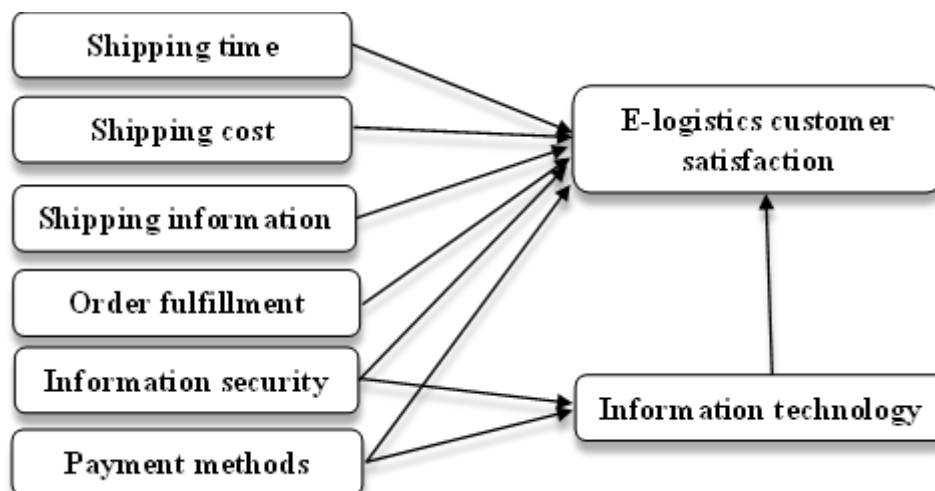 Shipping time
Shipping cost
Shipping information
Order fulfillment
Information security
Payment methods
E-logistics customer
satisfaction
Information technology